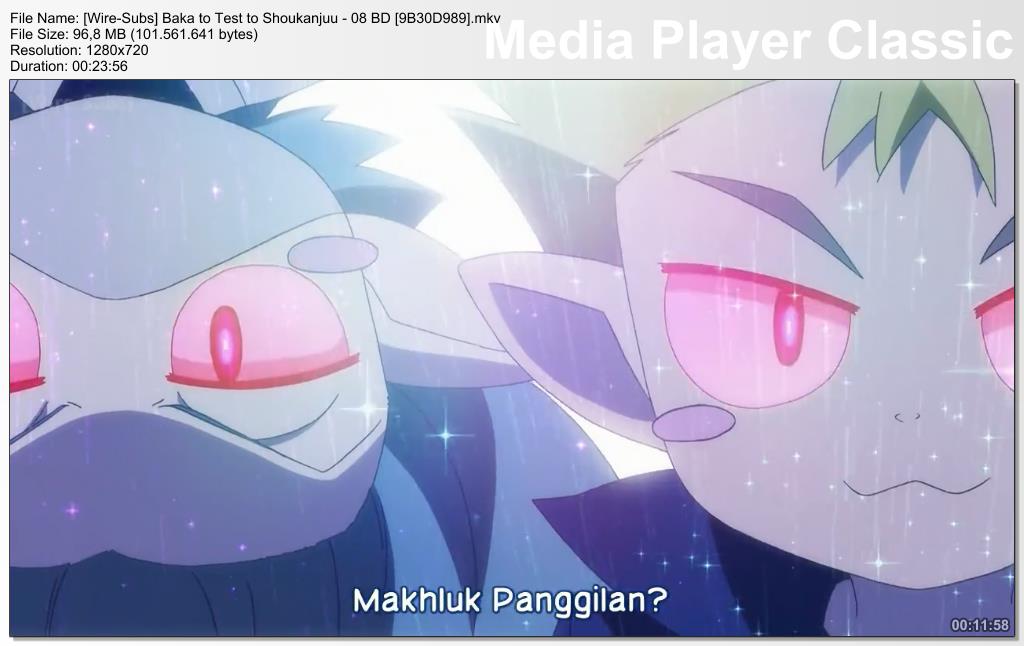 File Name: [Wire-Subs] Baka to Test to Shoukanjuu - 08 BD [9B30D989].mkv
File Size: 96,8 MB (101.561.641 bytes)
Resolution: 1280x720
Duration: 00:23:56
Media Player Classic
Makhluk Panggilan?
00:11:58